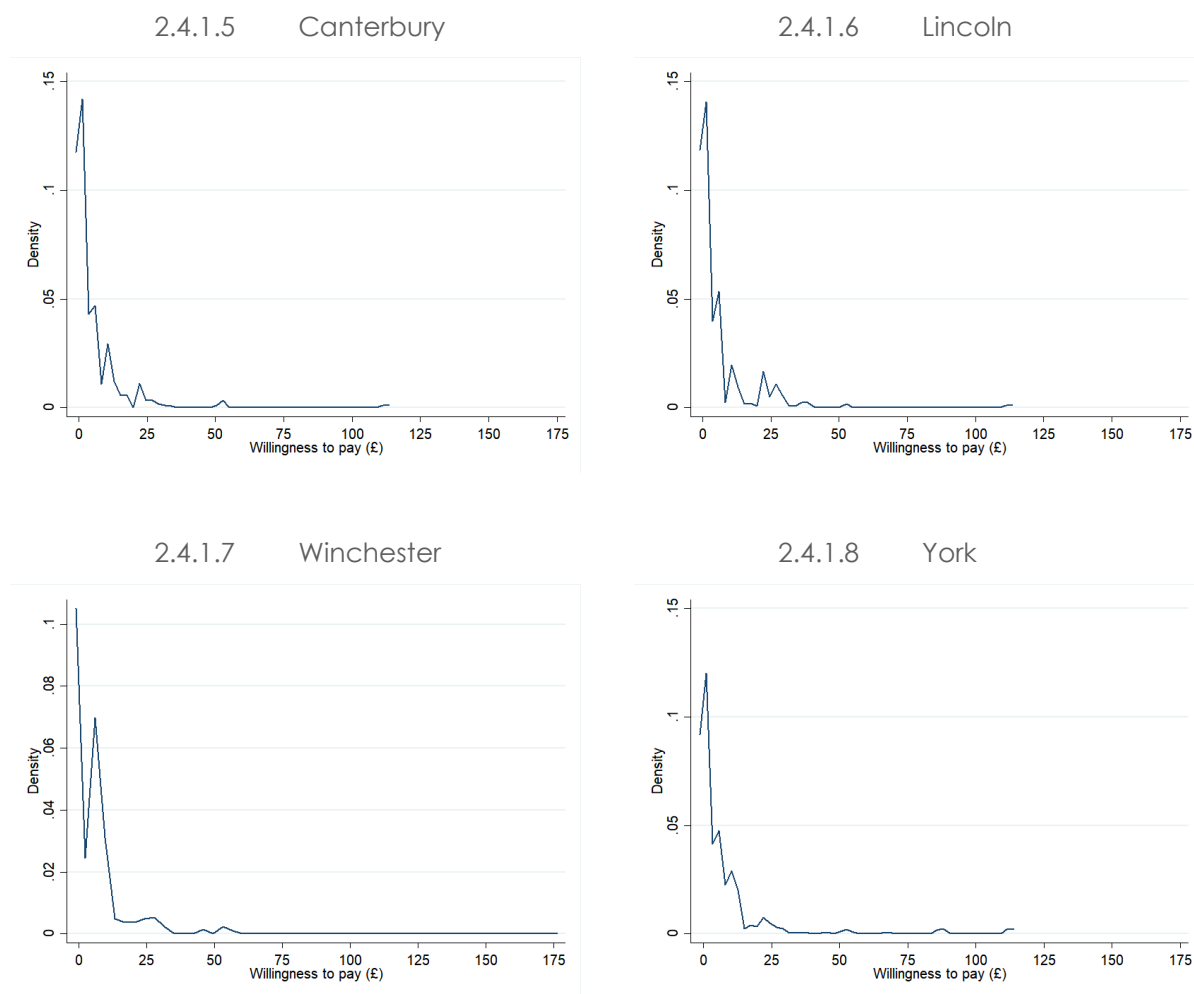 2.4.1.5 Canterbury
.15
.1
.05
0
Density
0 25 50 75 100 125 150 175
Willingness to pay (£)
2.4.1.6 Lincoln
.15
.1
.05
0
Density
0 25 50 75 100 125 150 175
Willingness to pay (£)
2.4.1.7 Winchester
.1
.08
.06
.04
.02
0
Density
0 25 50 75 100 125 150 175
Willingness to pay (£)
2.4.1.8 York
.15
.1
.05
0
Density
0 25 50 75 100 125 150 175
Willingness to pay (£)